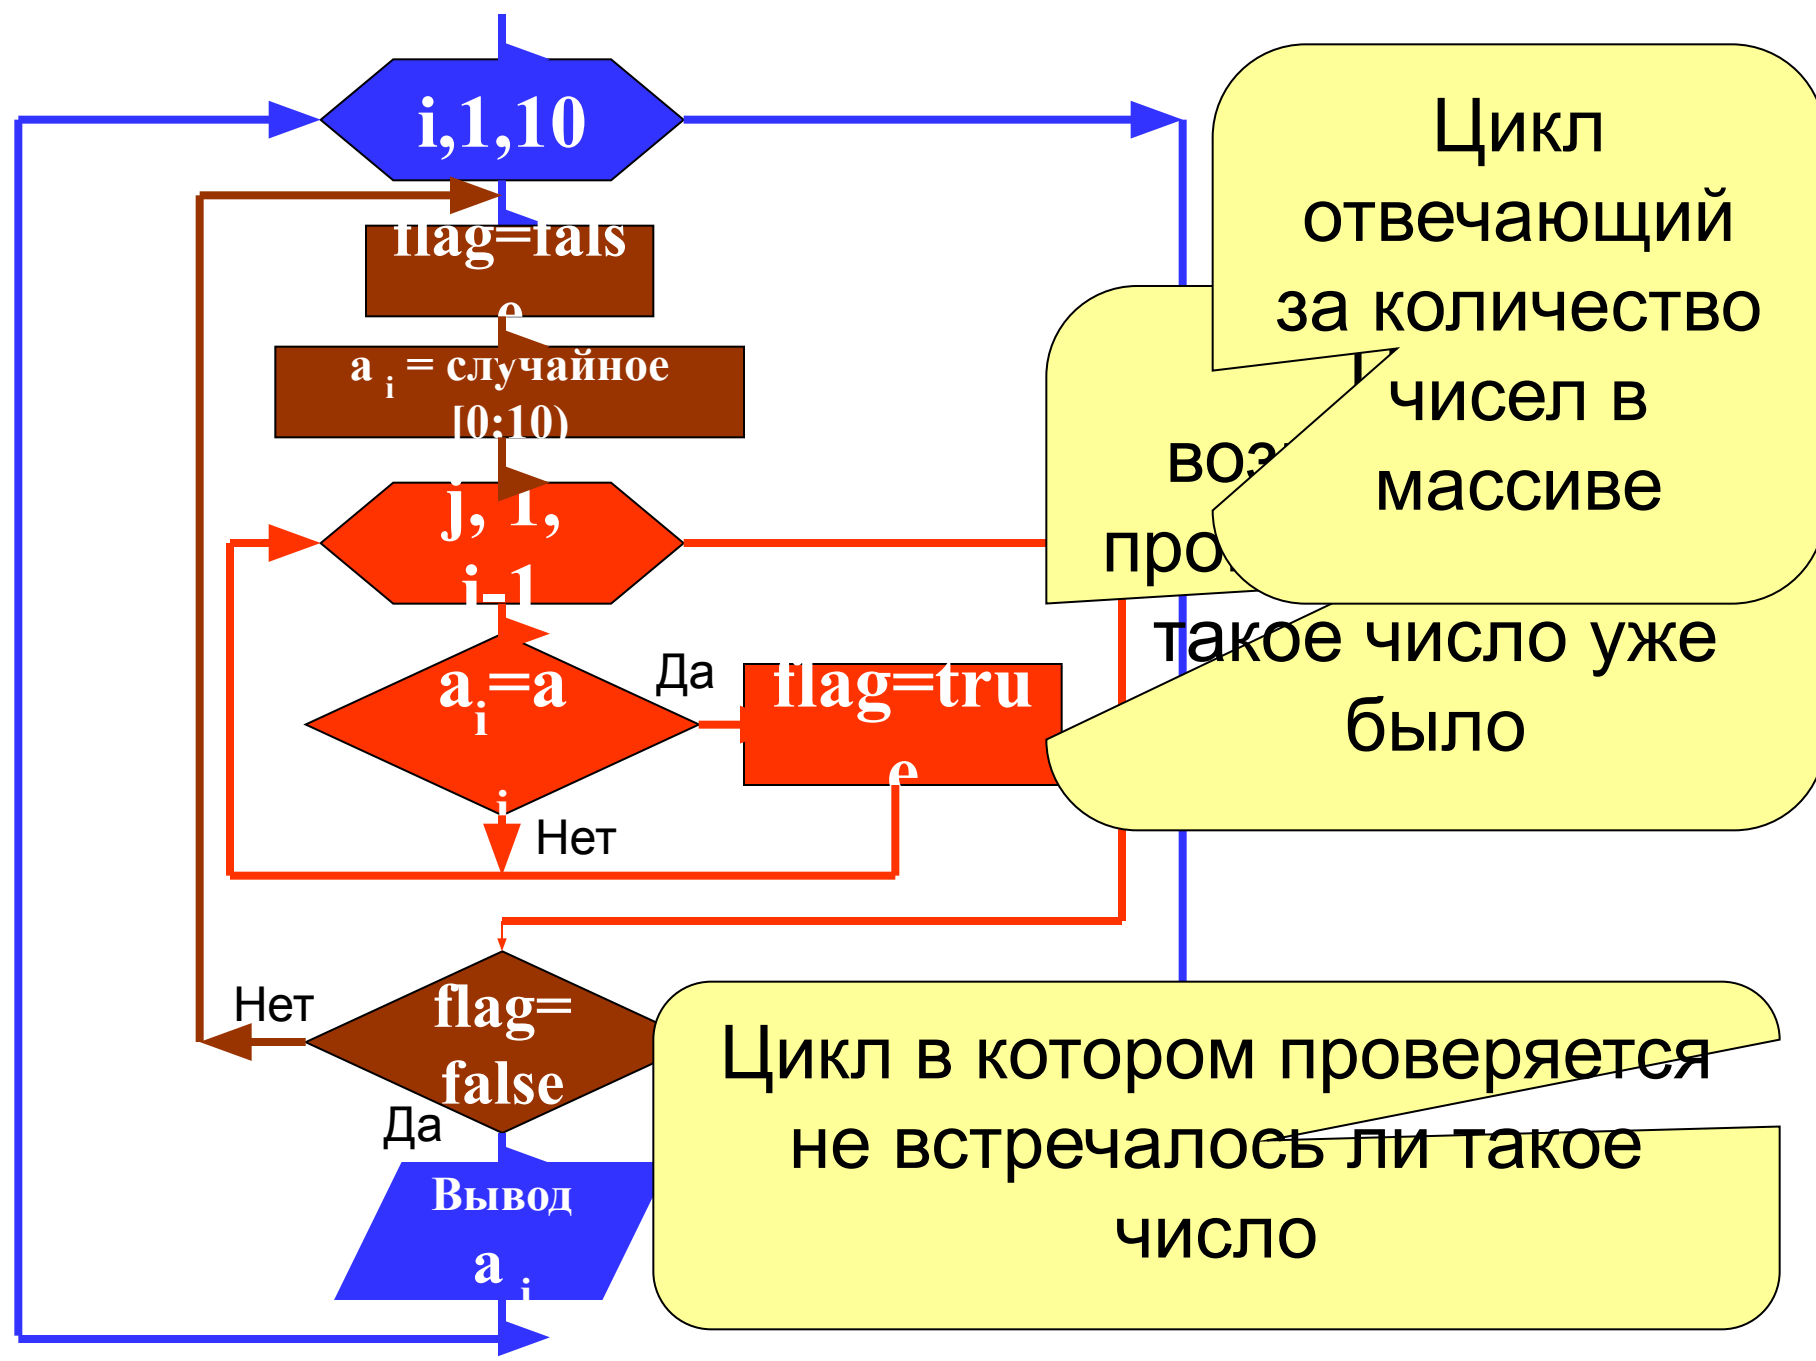 i,1,10
flag=fals
e
a i = случайное
[0;10)
j, 1,
i-1
ai=a
j
Да
flag=tru
e
Нет
Нет
flag=
false
Да
Вывод
a i
Цикл
отвечающий
за количество
чисел в
массиве
такое число уже
было
Цикл в котором проверяется
не встречалось ли такое
число